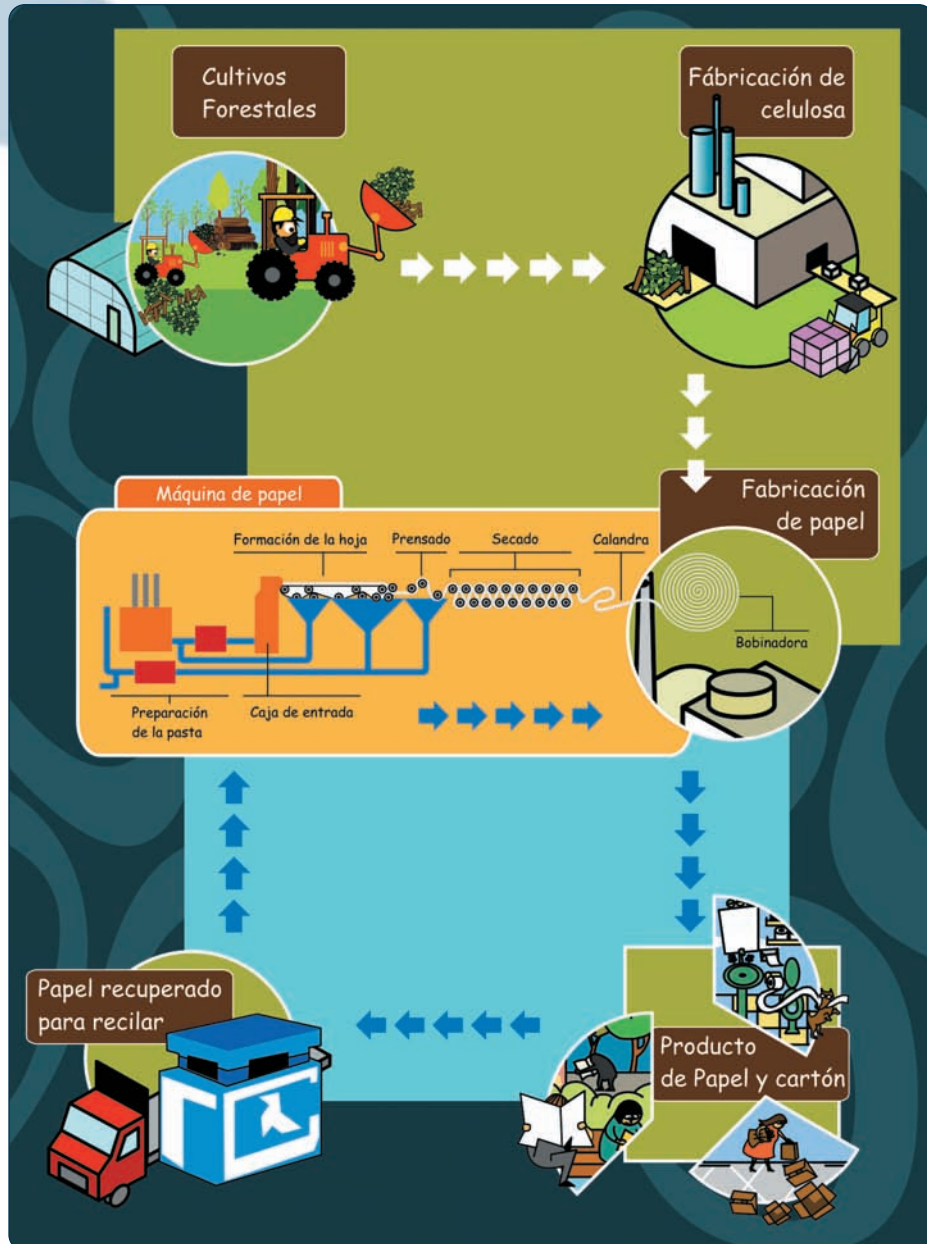 Cultivos
Forestales
Fábricación de
celulosa
Máquina de papel
Fabricación
de papel
Formación de la hoja
Prensado
Secado
Calandra
Bobinadora
Preparación
de la pasta
Caja de entrada
Papel recuperado
para recilar
Producto
de Papel y cartón